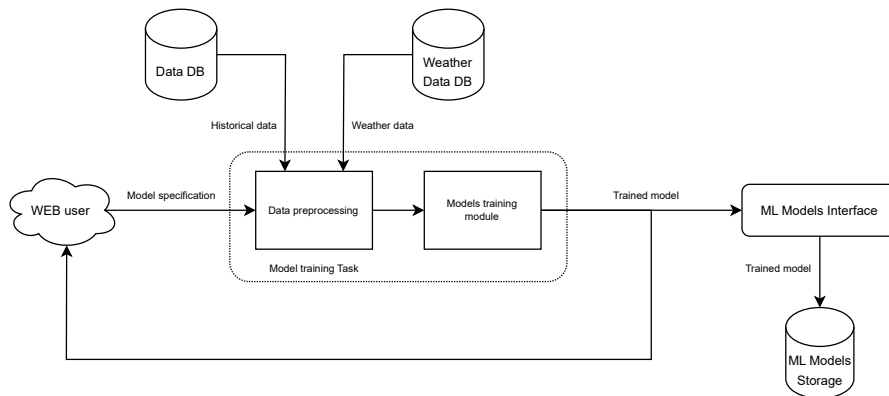 Data DB
Weather
Data DB
Historical data
Weather data
WEB user
Model specification
Data preprocessing
Models training
module
Trained model
ML Models Interface
Model training Task
Trained model
ML Models
Storage